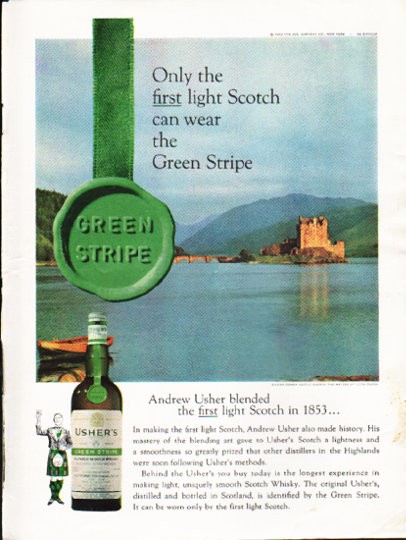 Only the
first light Scotch
can wear
the
Green Stripe
GREEN
STRIPE
Andrew Usher blended
the first light Scotch in 1853...
In making the first light Scotch, Andrew Usher also made history. His
mastery of the blending art gave to Usher's Scotch a lightness and
a smoothness so greatly prized that other distillers in the Highlands
were soon following Usher's methods.
Behind the Usher's you buy today is the longest experience in
making light, uniquely smooth Scotch Whisky. The original Usher's,
distilled and bottled in Scotland, is identified by the Green Stripe.
It can be worn only by the first light Scotch.
USHER'S
GREEN STRIPE